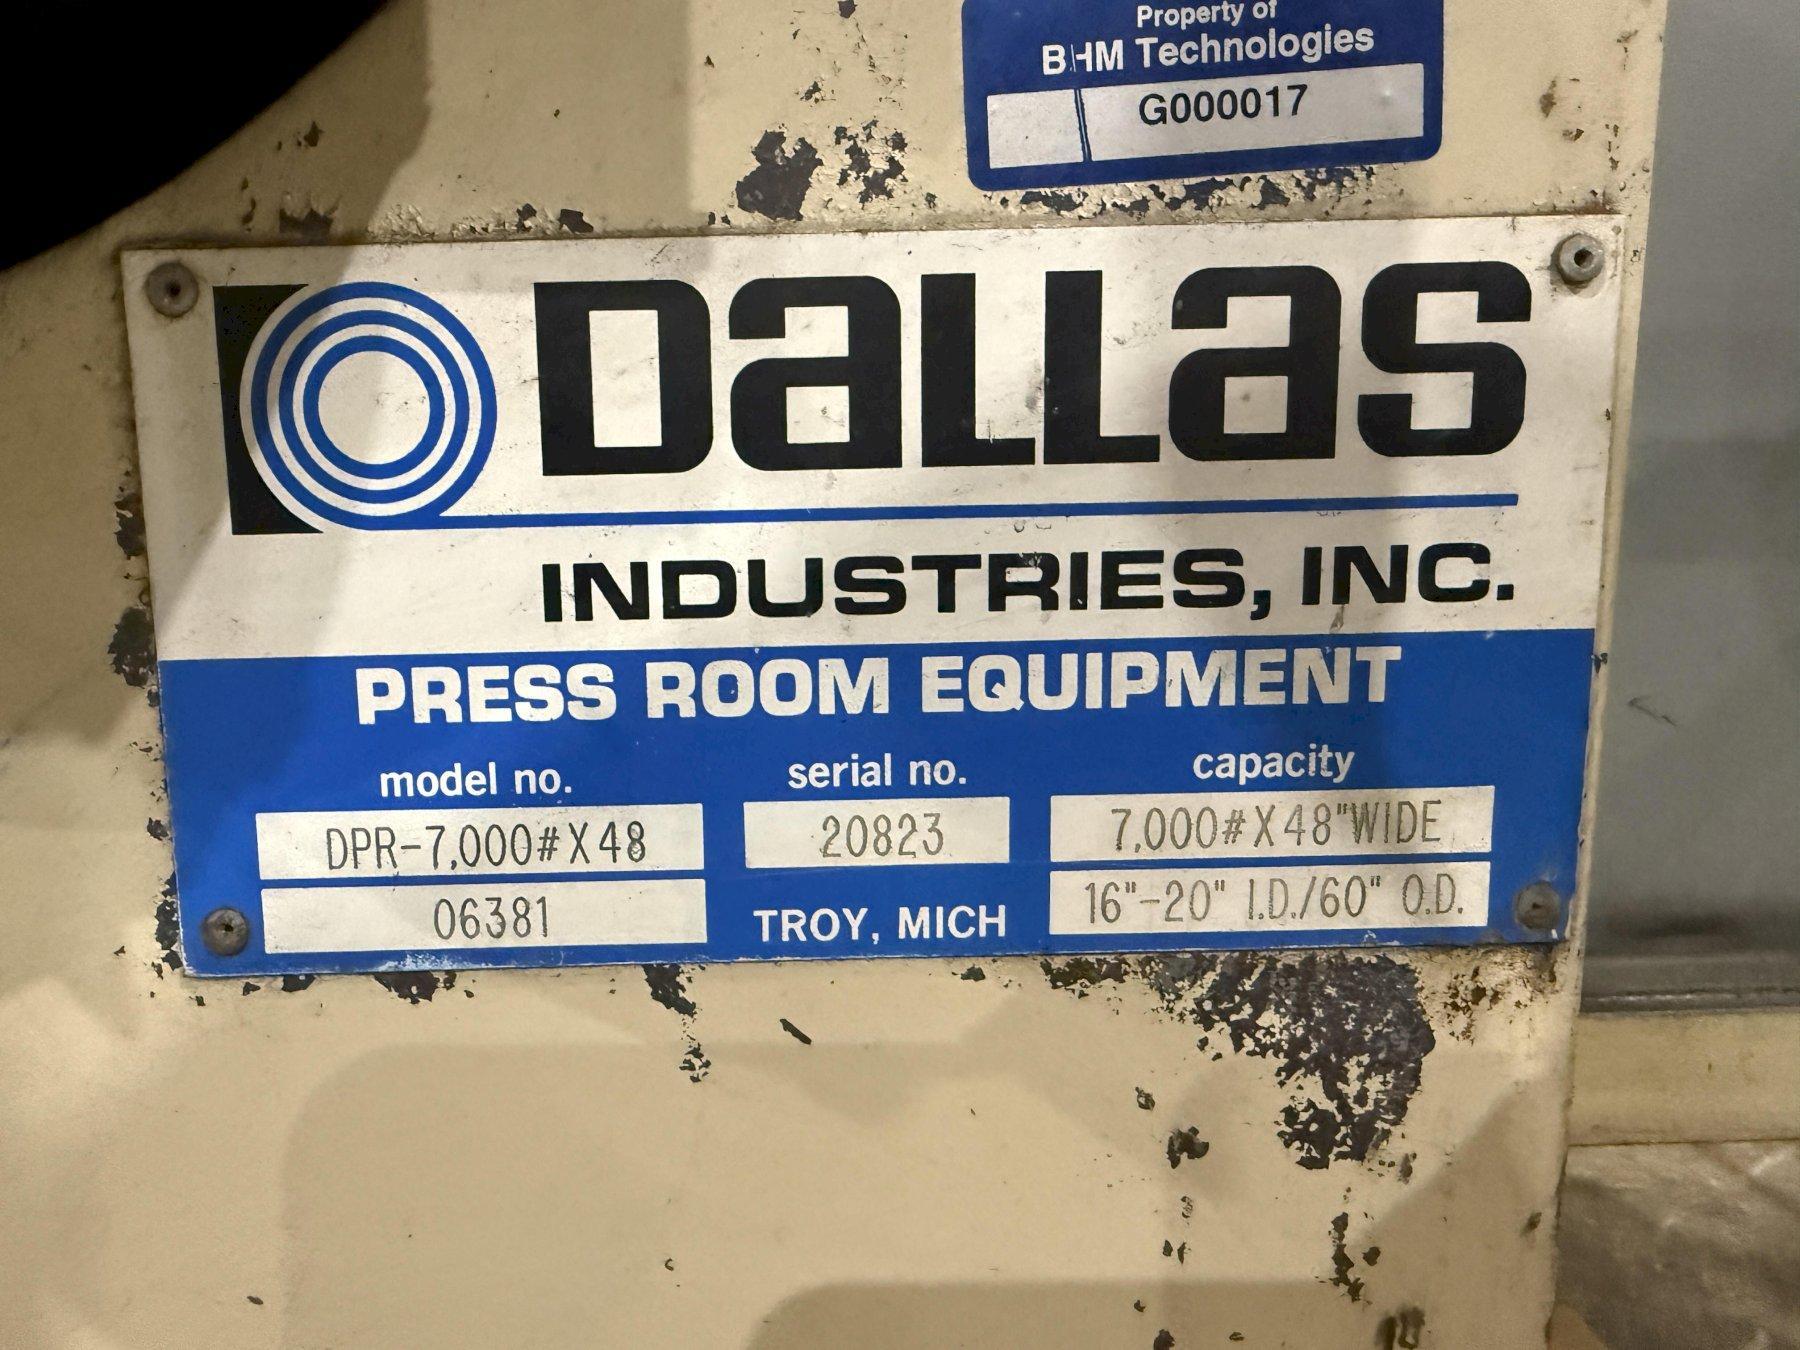 Property of
BHM Technologies
G000017
Dallas
INDUSTRIES, INC.
PRESS ROOM EQUIPMENT
model no.
serial no.
capacity
DPR-7,000#X48
20823
7,000#X48"WIDE
06381
TROY, MICH
16"-20" I.D./60" O.D.